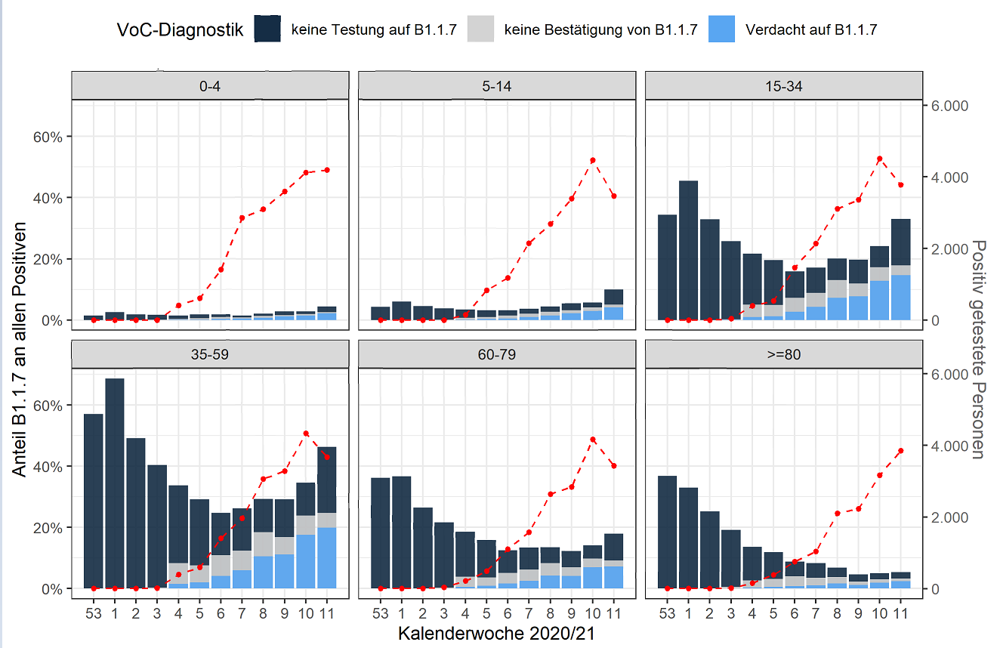 VoC-Diagnostik keine Testung auf B1.1.7 keine Bestätigung von B1.1.7 Verdacht auf B1.1.7
0-4 5-14 15-34
60%
40%
20%
0%
6.000
4.000
2.000
0
35-59 60-79 >=80
60%
40%
20%
0%
6.000
4.000
2.000
0
Anteil B1.1.7 an allen Positiven
Positiv getestete Personen
53 1 2 3 4 5 6 7 8 9 10 11 53 1 2 3 4 5 6 7 8 9 10 11 53 1 2 3 4 5 6 7 8 9 10 11
Kalenderwoche 2020/21